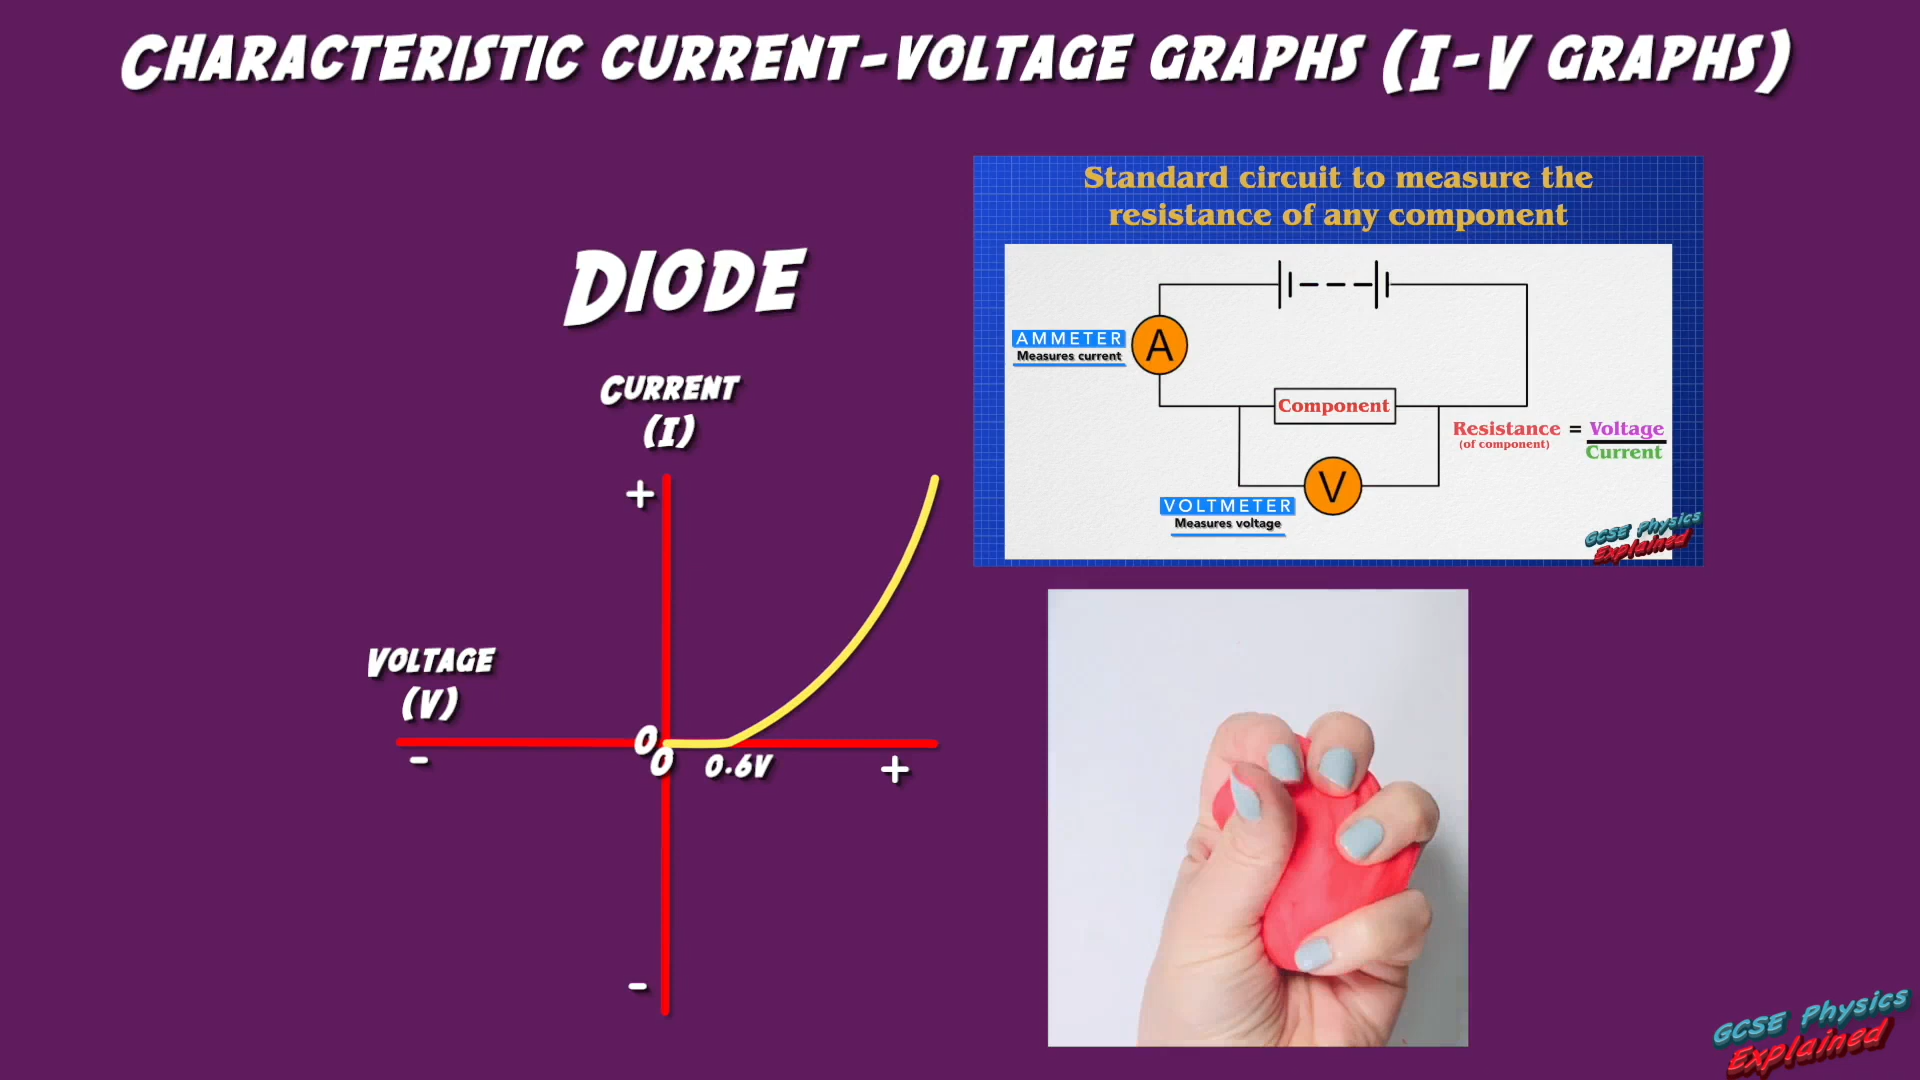 Characteristic current-voltage graphs (I-V graphs)
Diode
Current
(I)
+
Voltage
(V)
0
0
0.6V
-
+
-
Standard circuit to measure the
resistance of any component
AMMETER
Measures current
A
Component
Resistance = Voltage
(of component)
Current
V
VOLTMETER
Measures voltage
GCSE Physics
Explained
GCSE Physics
Explained